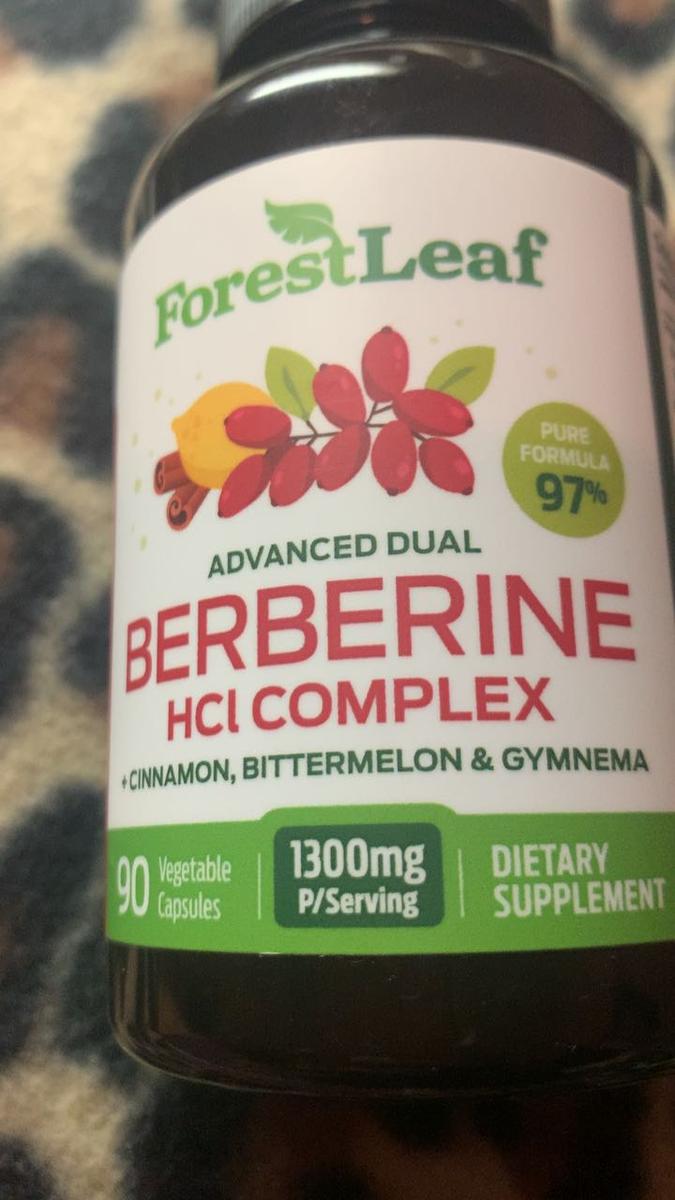 ForestLeaf
PURE
FORMULA
97%
ADVANCED DUAL
BERBERINE
HCl COMPLEX
+ CINNAMON, BITTERMELON & GYMNEMA
90 Vegetable
Capsules
1300mg
P/Serving
DIETARY
SUPPLEMENT